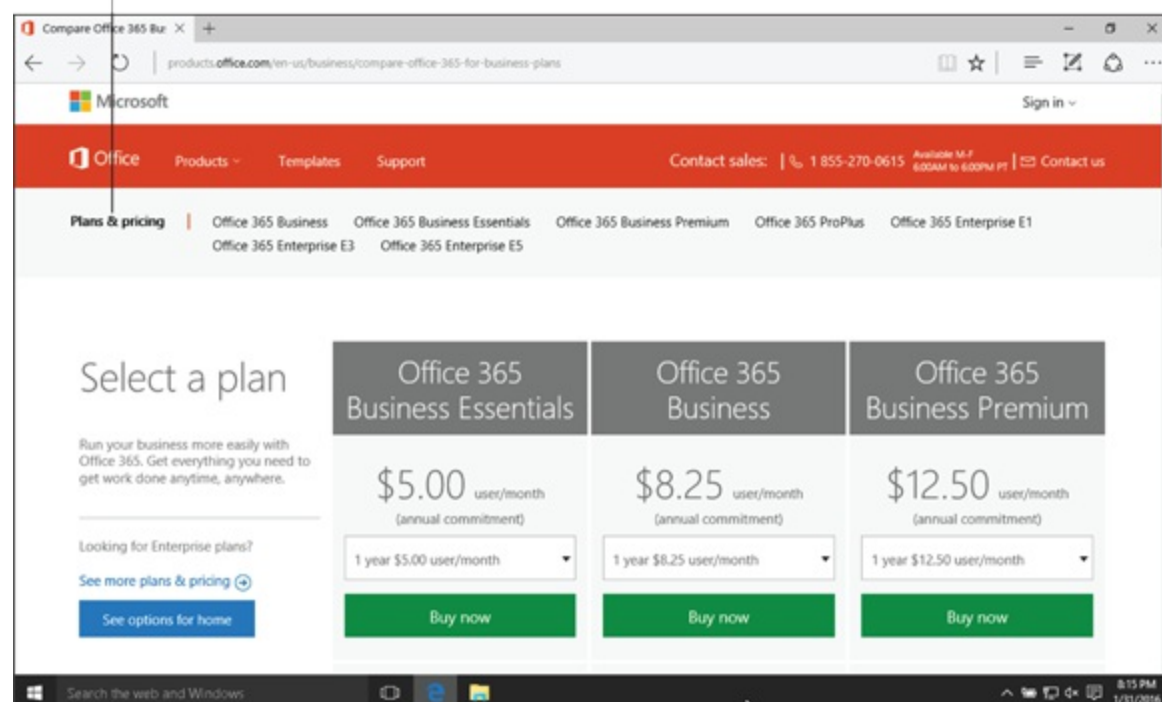 Compare Office 365 Bus
products.office.com/en-us/business/compare-office-365-for-business-plans
Microsoft
Sign in
Office
Products
Templates
Support
Contact sales:
1 855-270-0615
Available M-F
6:00AM to 6:00PM PT
Contact us
Plans & pricing
Office 365 Business
Office 365 Business Essentials
Office 365 Business Premium
Office 365 ProPlus
Office 365 Enterprise E1
Office 365 Enterprise E3
Office 365 Enterprise E5
Select a plan
Run your business more easily with
Office 365. Get everything you need to
get work done anytime, anywhere.
Looking for Enterprise plans?
See more plans & pricing
See options for home
Office 365
Business Essentials
$5.00 user/month
(annual commitment)
1 year $5.00 user/month
Buy now
Office 365
Business
$8.25 user/month
(annual commitment)
1 year $8.25 user/month
Buy now
Office 365
Business Premium
$12.50 user/month
(annual commitment)
1 year $12.50 user/month
Buy now
Search the web and Windows
8:15 PM
1/31/2016